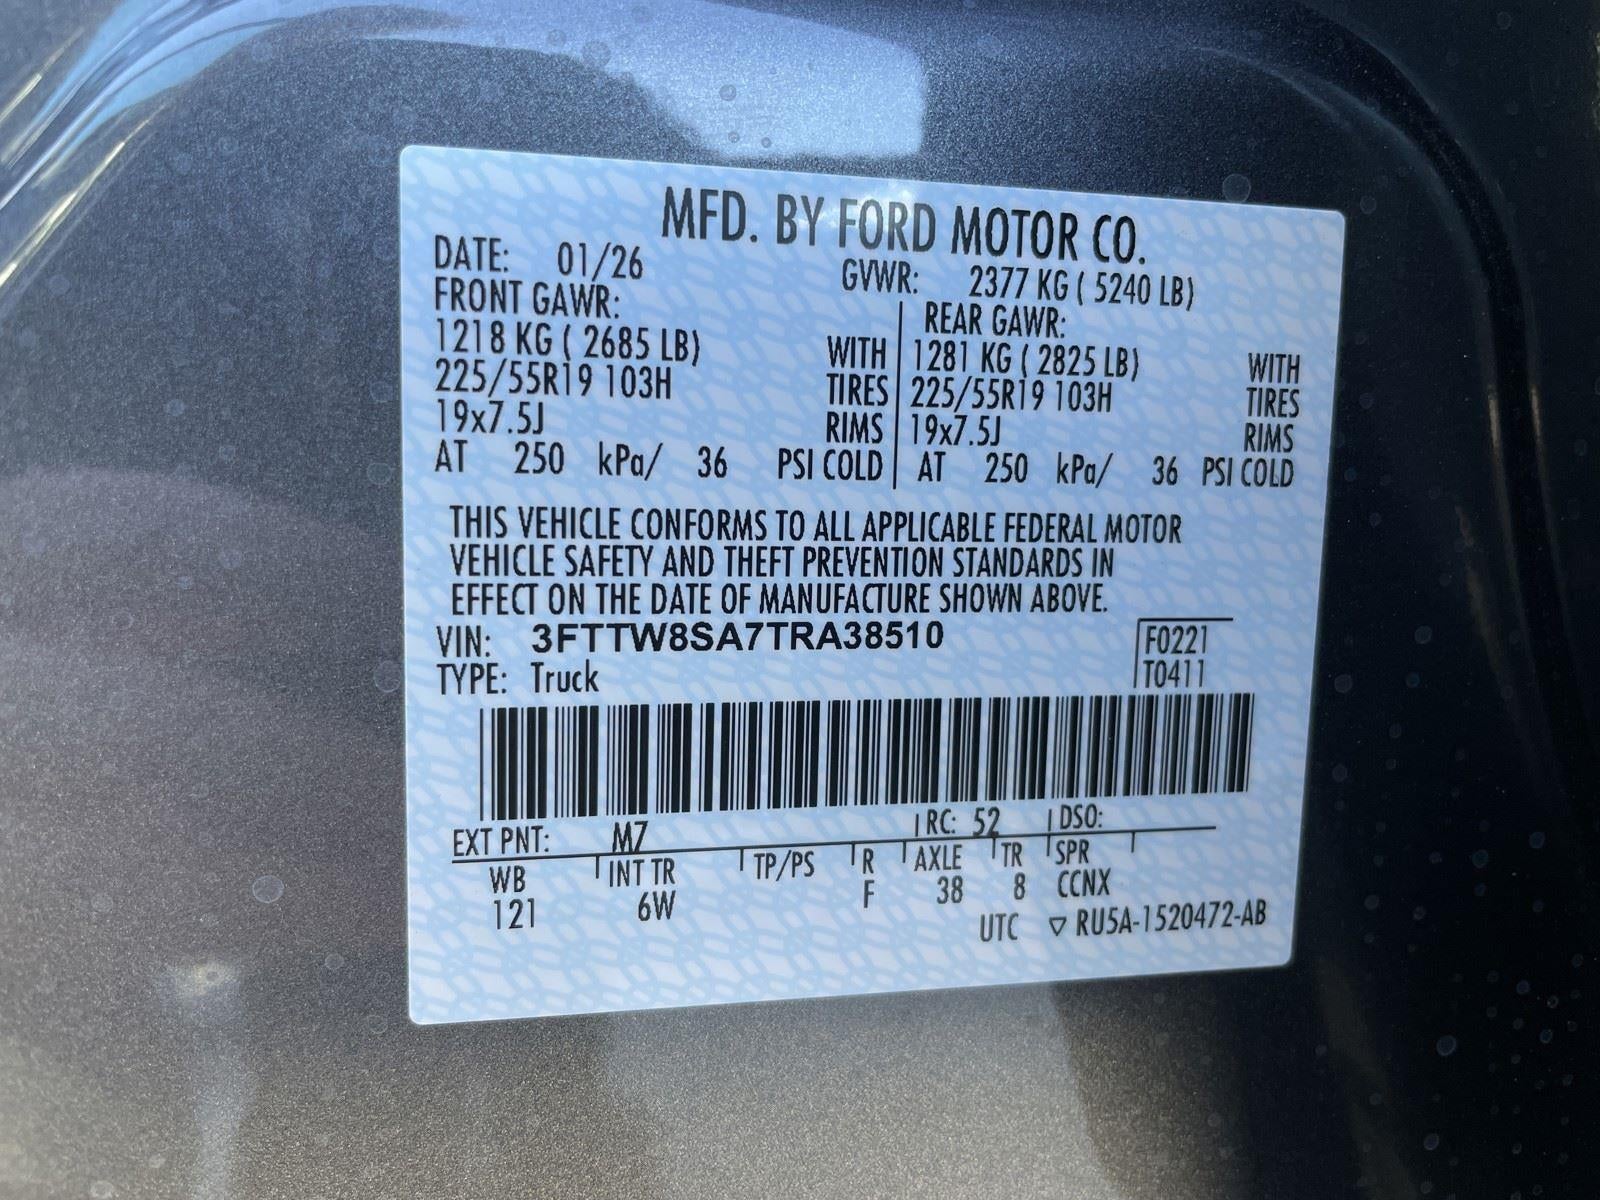 MFD. BY FORD MOTOR CO.
DATE: 01/26 GVWR: 2377 KG ( 5240 LB)
FRONT GAWR: REAR GAWR:
1218 KG ( 2685 LB) WITH 1281 KG ( 2825 LB) WITH
225/55R19 103H TIRES 225/55R19 103H TIRES
19x7.5J RIMS 19x7.5J RIMS
AT 250 kPa/ 36 PSI COLD AT 250 kPa/ 36 PSI COLD
THIS VEHICLE CONFORMS TO ALL APPLICABLE FEDERAL MOTOR
VEHICLE SAFETY AND THEFT PREVENTION STANDARDS IN
EFFECT ON THE DATE OF MANUFACTURE SHOWN ABOVE.
VIN: 3FTTW8SA7TRA38510 F0221
TYPE: Truck T0411
EXT PNT: M7 RC: 52 DSO:
WB INT TR TP/PS R AXLE TR SPR
121 6W F 38 8 CCNX
UTC ▽ RU5A-1520472-AB